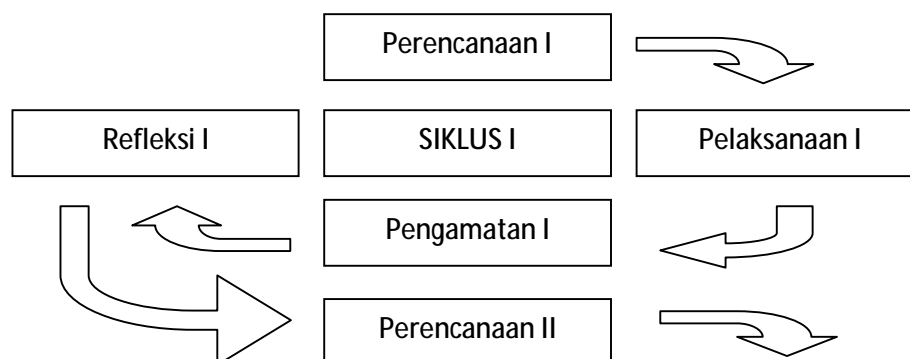 Perencanaan I
Refleksi I
SIKLUS I
Pelaksanaan I
Pengamatan I
Perencanaan II